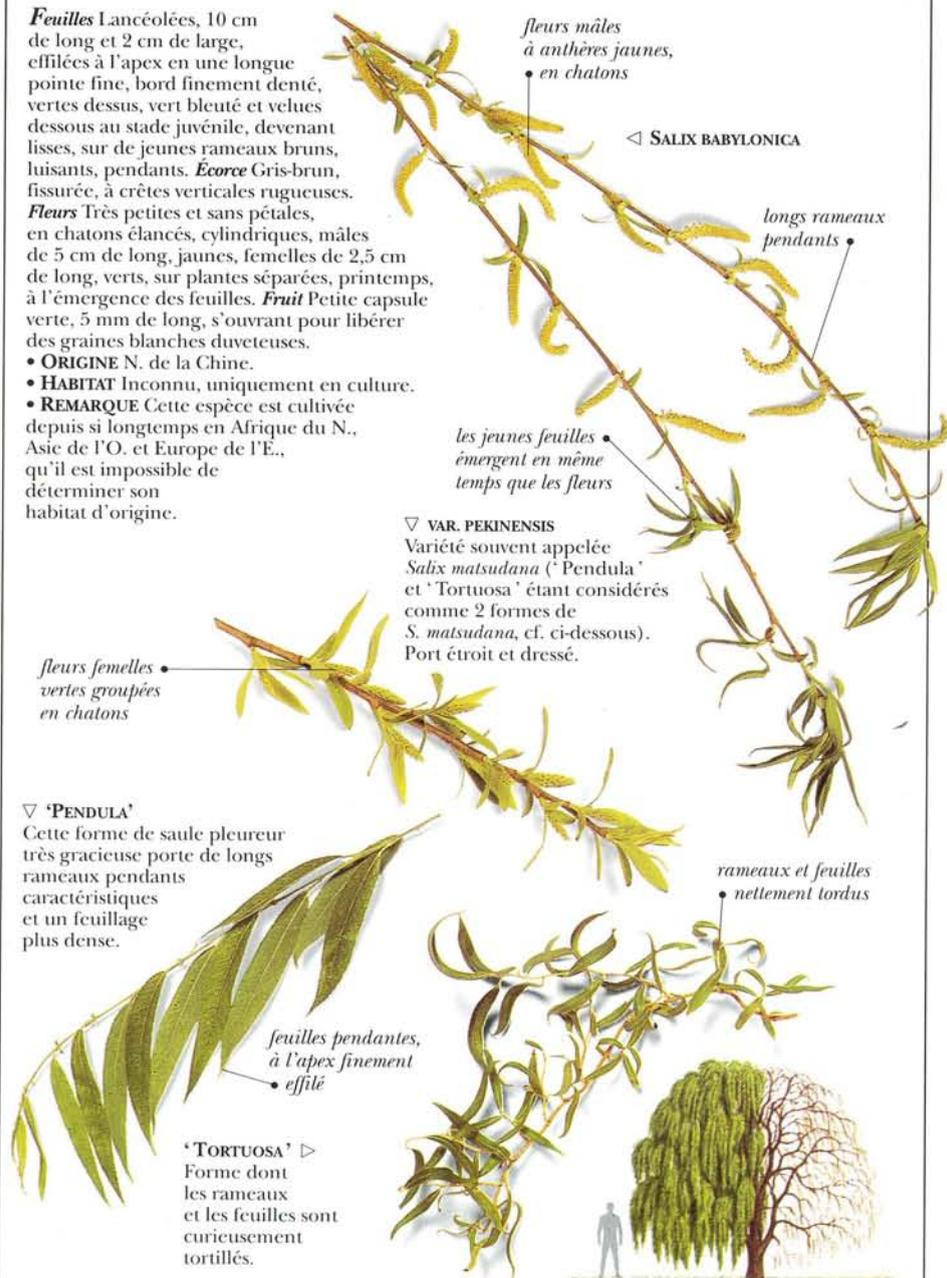 Feuilles Lancéolées, 10 cm
de long et 2 cm de large,
effilées à l'apex en une longue
pointe fine, bord finement denté,
vertes dessus, vert bleuté et velues
dessous au stade juvénile, devenant
lisses, sur de jeunes rameaux bruns,
luisants, pendants. Écorce Gris-brun,
fissurée, à crêtes verticales rugueuses.
Fleurs Très petites et sans pétales,
en chatons élancés, cylindriques, mâles
de 5 cm de long, jaunes, femelles de 2,5 cm
de long, verts, sur plantes séparées, printemps,
à l'émergence des feuilles. Fruit Petite capsule
verte, 5 mm de long, s'ouvrant pour libérer
des graines blanches duveteuses.
• ORIGINE N. de la Chine.
• HABITAT Inconnu, uniquement en culture.
• REMARQUE Cette espèce est cultivée
depuis si longtemps en Afrique du N.,
Asie de l'O. et Europe de l'E.,
qu'il est impossible de
déterminer son
habitat d'origine.
fleurs mâles
à anthères jaunes,
• en chatons
◁ SALIX BABYLONICA
longs rameaux
pendants •
les jeunes feuilles •
émergent en même
temps que les fleurs
▽ VAR. PEKINENSIS
Variété souvent appelée
Salix matsudana (‘Pendula’
et ‘Tortuosa’ étant considérés
comme 2 formes de
S. matsudana, cf. ci-dessous).
Port étroit et dressé.
fleurs femelles •
vertes groupées
en chatons
▽ ‘PENDULA’
Cette forme de saule pleureur
très gracieuse porte de longs
rameaux pendants
caractéristiques
et un feuillage
plus dense.
rameaux et feuilles
• nettement tordus
feuilles pendantes,
à l'apex finement
• effilé
‘TORTUOSA’ ▷
Forme dont
les rameaux
et les feuilles sont
curieusement
tortillés.